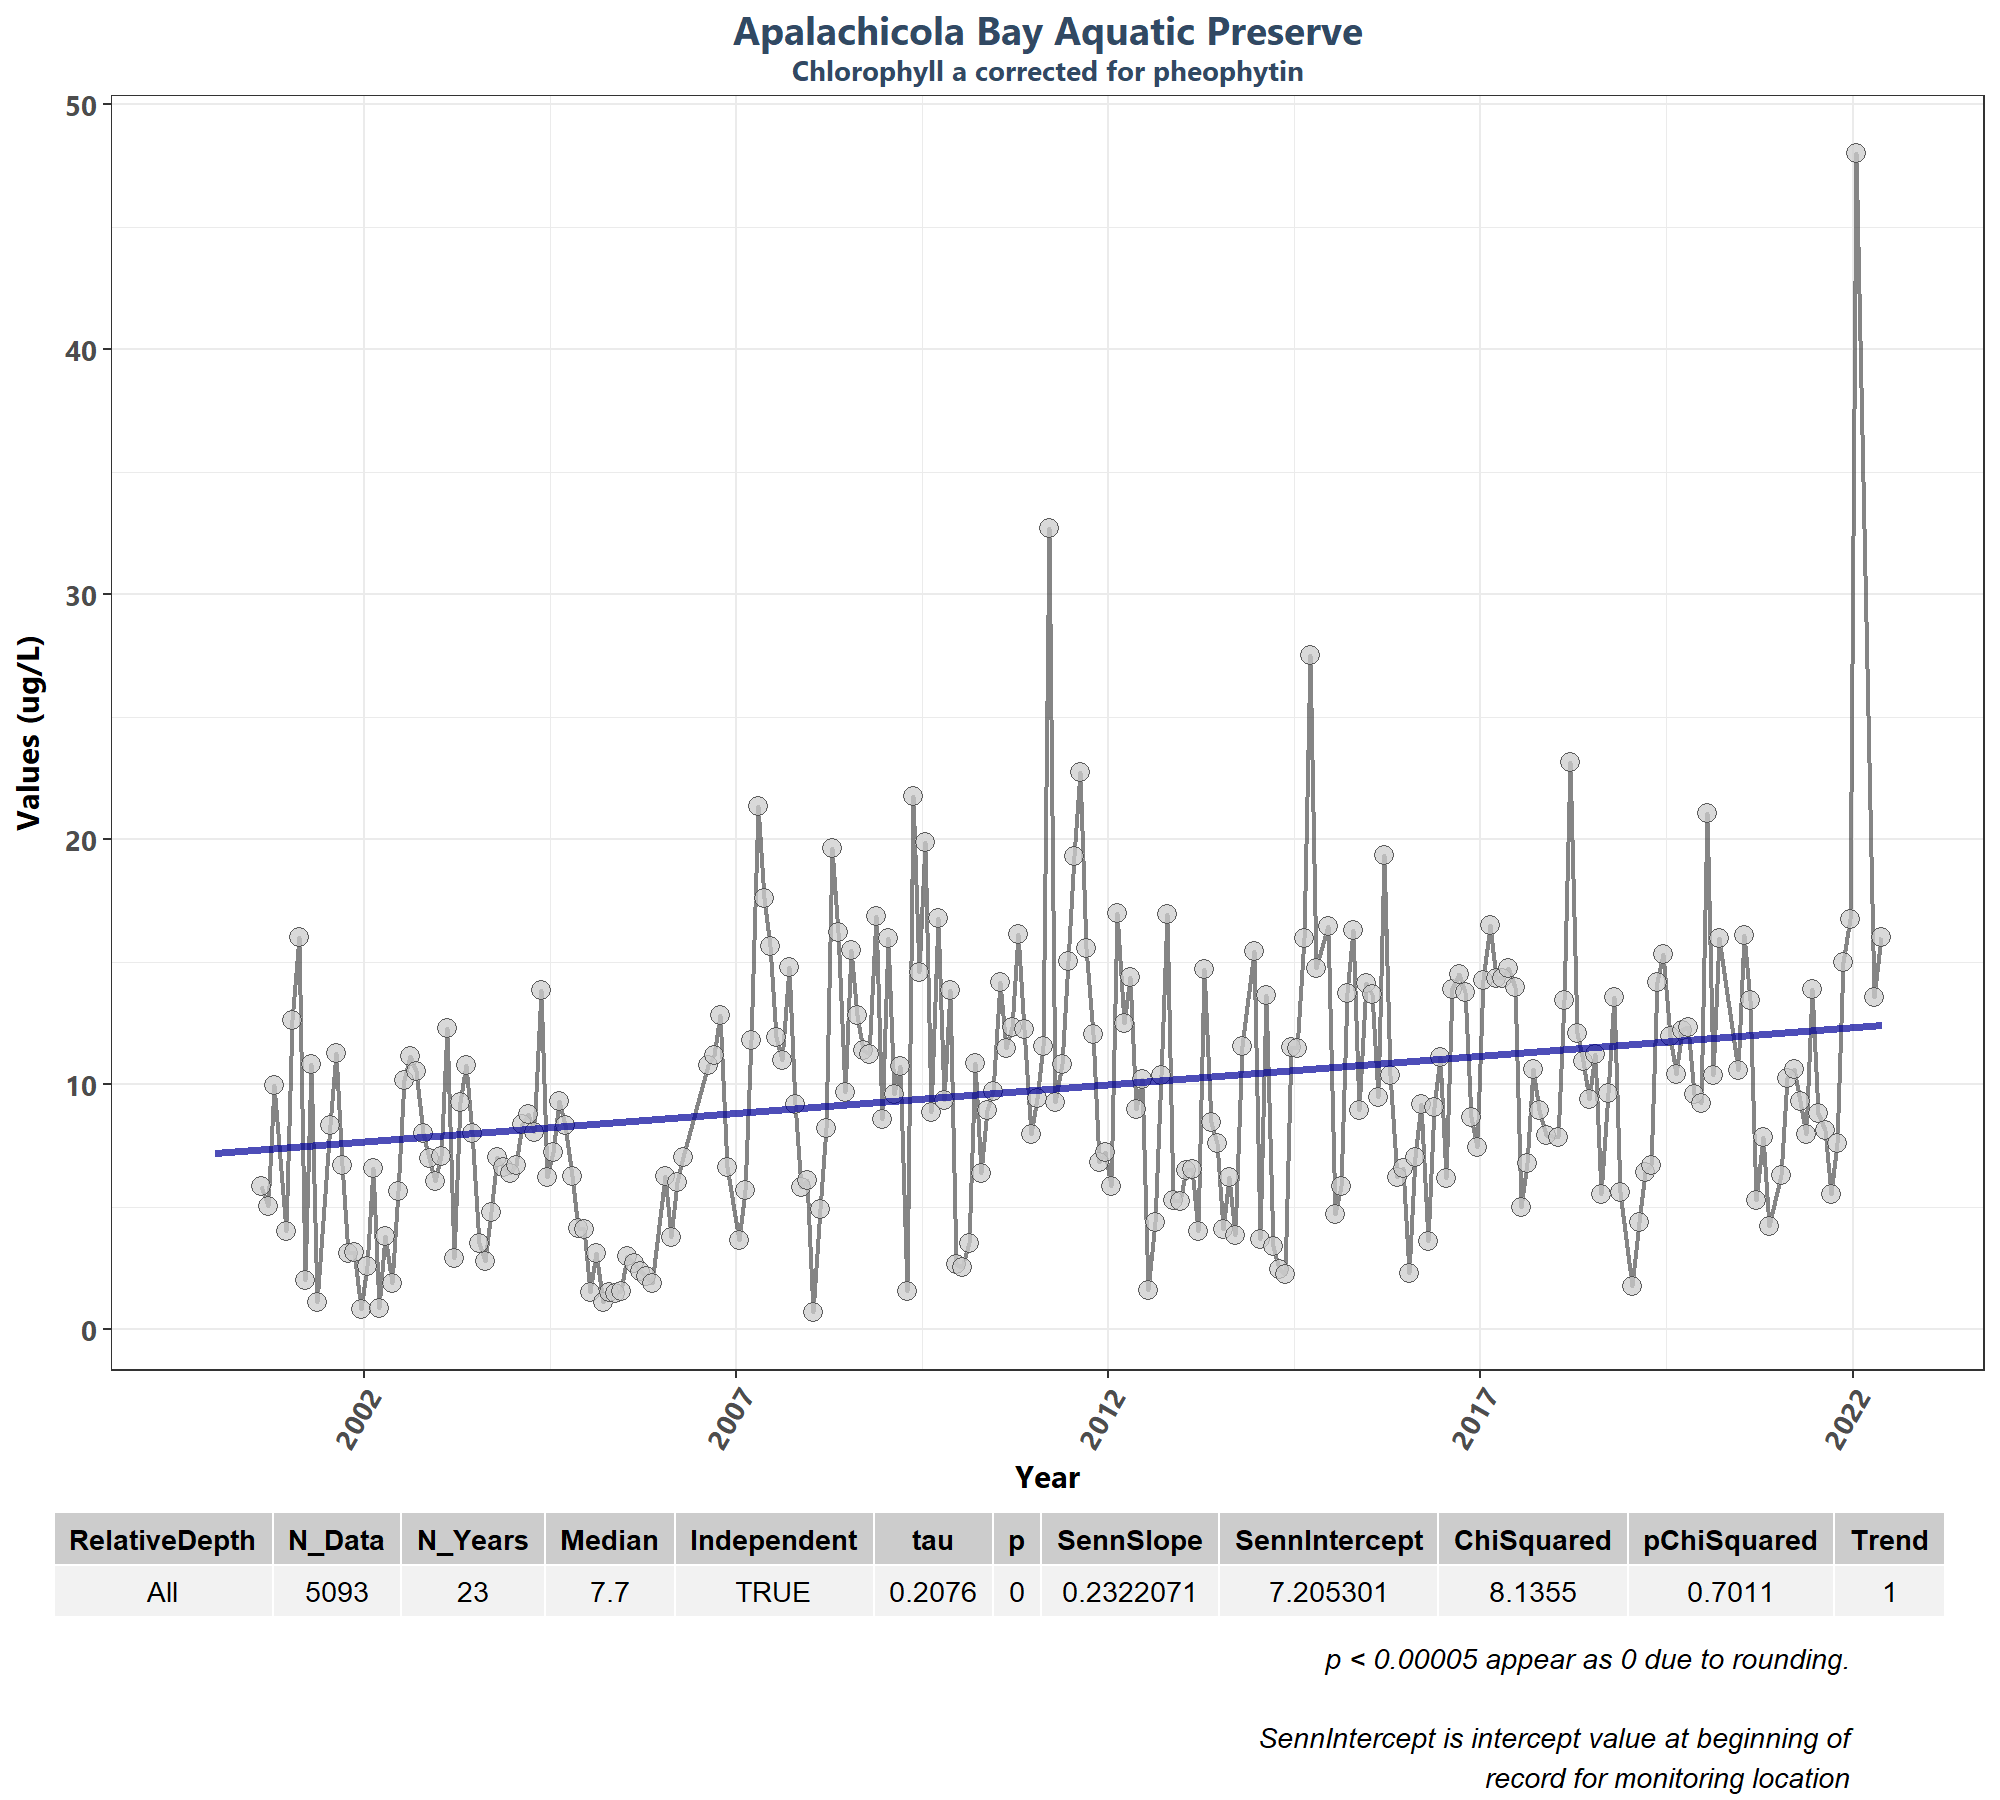 Apalachicola Bay Aquatic Preserve
Chlorophyll a corrected for pheophytin
Values (ug/L)
50
40
30
20
10
0
2002
2007
2012
2017
2022
Year
RelativeDepth N_Data N_Years Median Independent tau p SennSlope SennIntercept ChiSquared pChiSquared Trend
All 5093 23 7.7 TRUE 0.2076 0 0.2322071 7.205301 8.1355 0.7011 1
p < 0.00005 appear as 0 due to rounding.
SennIntercept is intercept value at beginning of
record for monitoring location